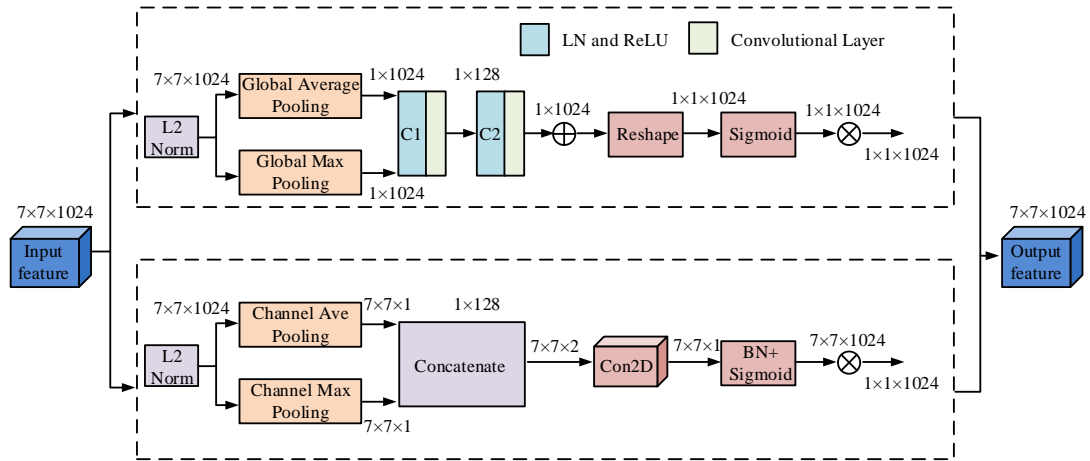 LN and ReLU
Convolutional Layer
7×7×1024
Global Average
Pooling
1×1024
1×128
L2
Norm
C1
C2
1×1024
Reshape
1×1×1024
Sigmoid
1×1×1024
1×1×1024
Global Max
Pooling
1×1024
7×7×1024
Input
feature
7×7×1024
Output
feature
7×7×1024
Channel Ave
Pooling
7×7×1
1×128
L2
Norm
Concatenate
7×7×2
Con2D
7×7×1
BN+
Sigmoid
7×7×1024
1×1×1024
Channel Max
Pooling
7×7×1